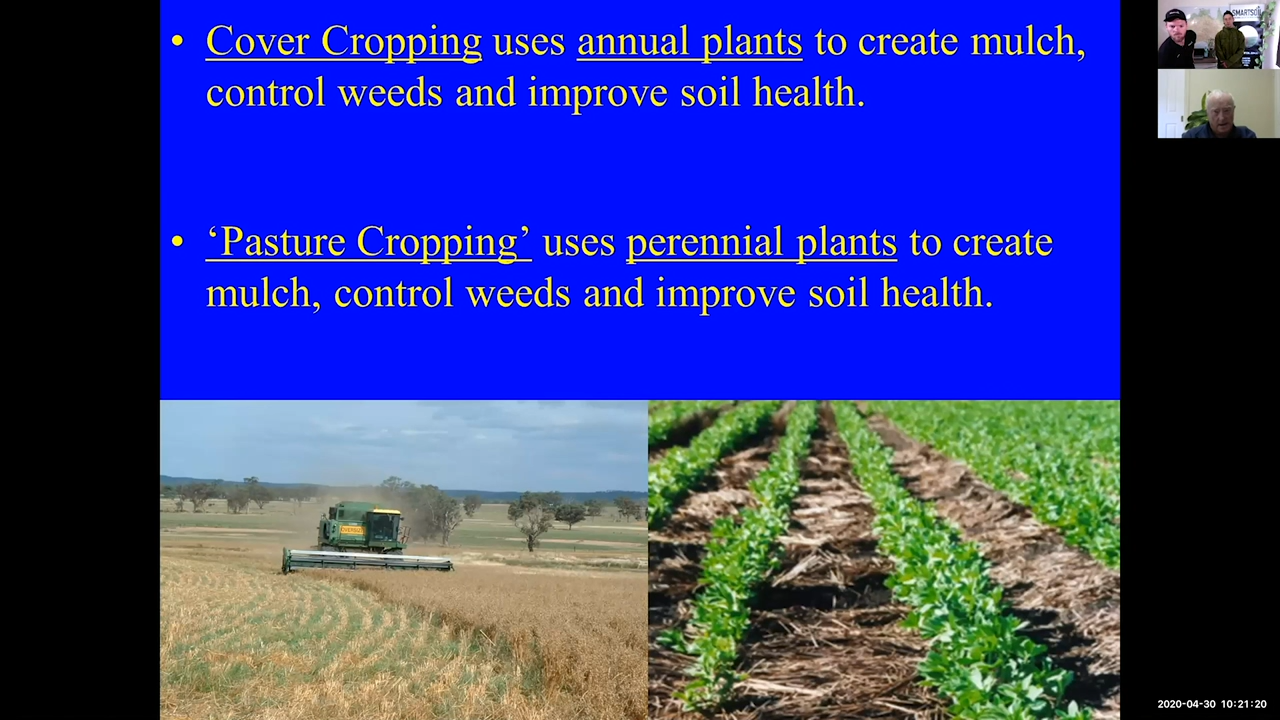 • Cover Cropping uses annual plants to create mulch,
control weeds and improve soil health.
• ‘Pasture Cropping’ uses perennial plants to create
mulch, control weeds and improve soil health.
2020-04-30 10:21:20